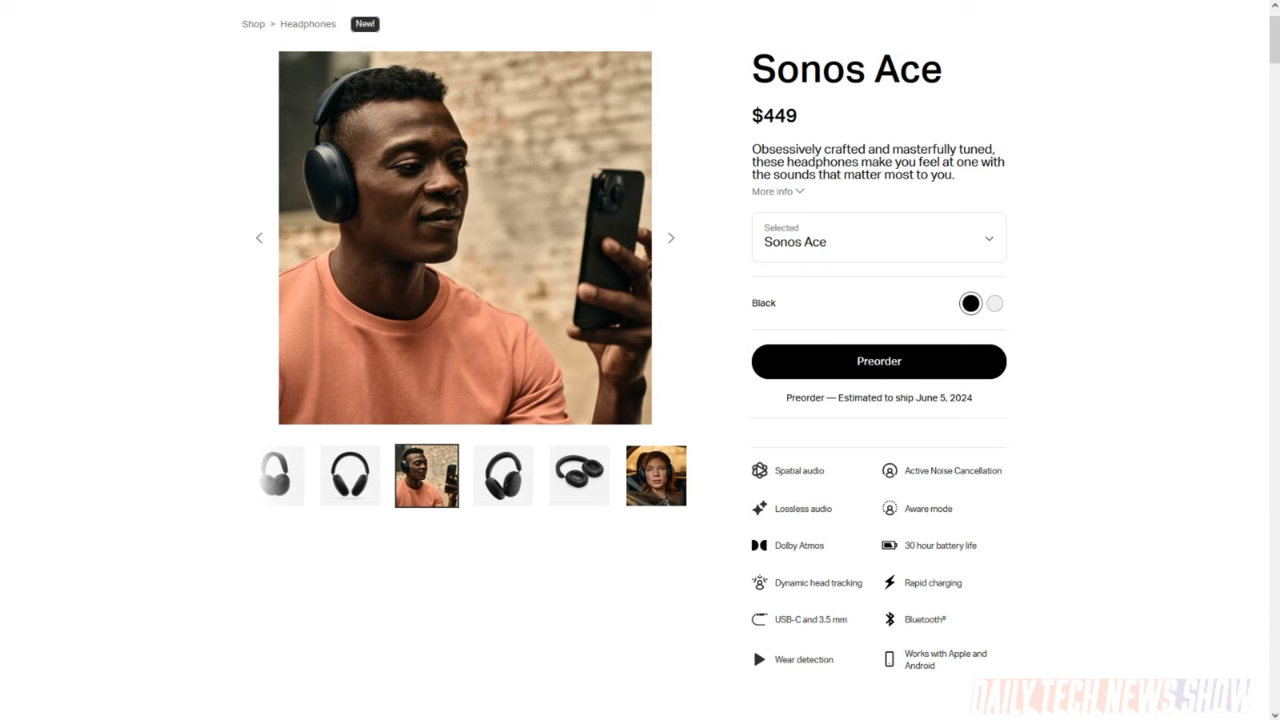 Shop > Headphones New!
Sonos Ace
$449
Obsessively crafted and masterfully tuned,
these headphones make you feel at one with
the sounds that matter most to you.
More info
Selected
Sonos Ace
Black
Preorder
Preorder — Estimated to ship June 5, 2024
Spatial audio
Active Noise Cancellation
Lossless audio
Aware mode
Dolby Atmos
30 hour battery life
Dynamic head tracking
Rapid charging
USB-C and 3.5 mm
Bluetooth®
Wear detection
Works with Apple and
Android
DAILY TECH NEWS SHOW